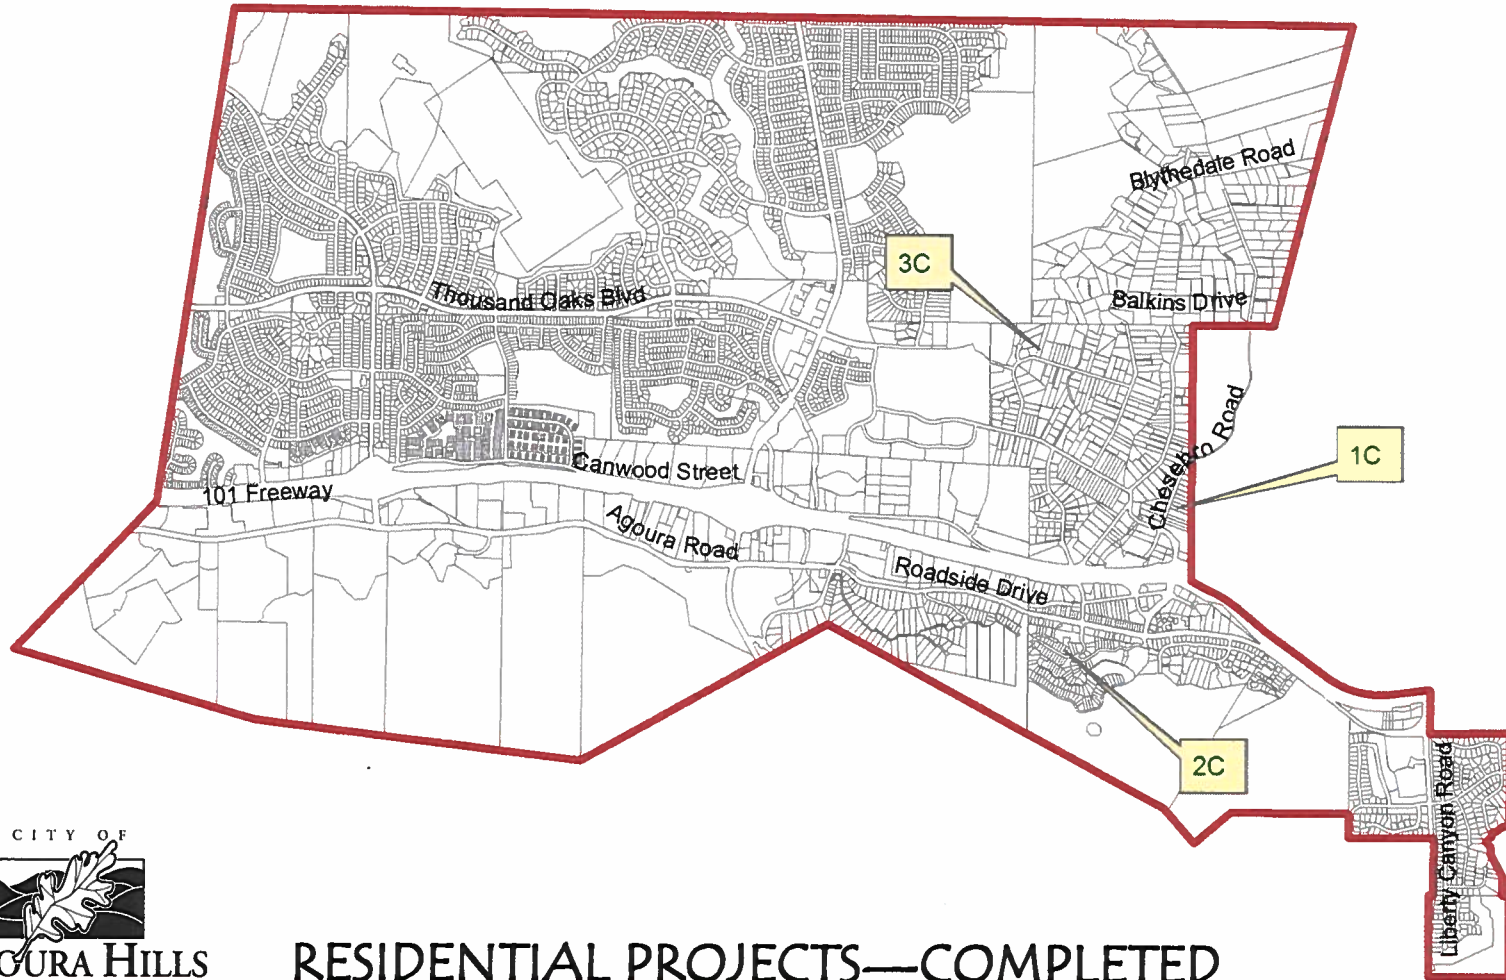 Blythedale Road
3C
Thousand Oaks Blvd
Balkins Drive
Chesebro Road
1C
Canwood Street
101 Freeway
Agoura Road
Roadside Drive
2C
Liberty Canyon Road
CITY OF
OURA HILLS
RESIDENTIAL PROJECTS—COMPLETED